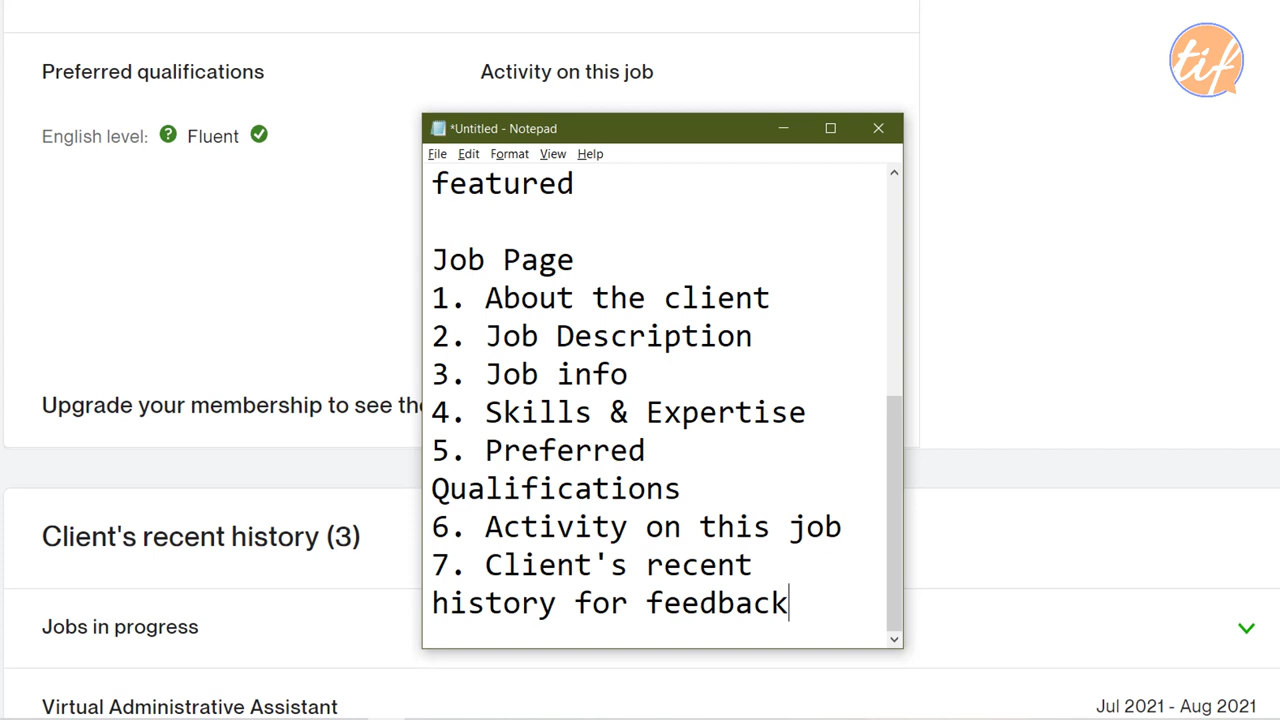 tif
Preferred qualifications
Activity on this job
English level: ? Fluent
*Untitled - Notepad
File Edit Format View Help
featured
Job Page
1. About the client
2. Job Description
3. Job info
4. Skills & Expertise
5. Preferred
Qualifications
6. Activity on this job
7. Client's recent
history for feedback
Upgrade your membership to see the
Client's recent history (3)
Jobs in progress
Virtual Administrative Assistant
Jul 2021 - Aug 2021